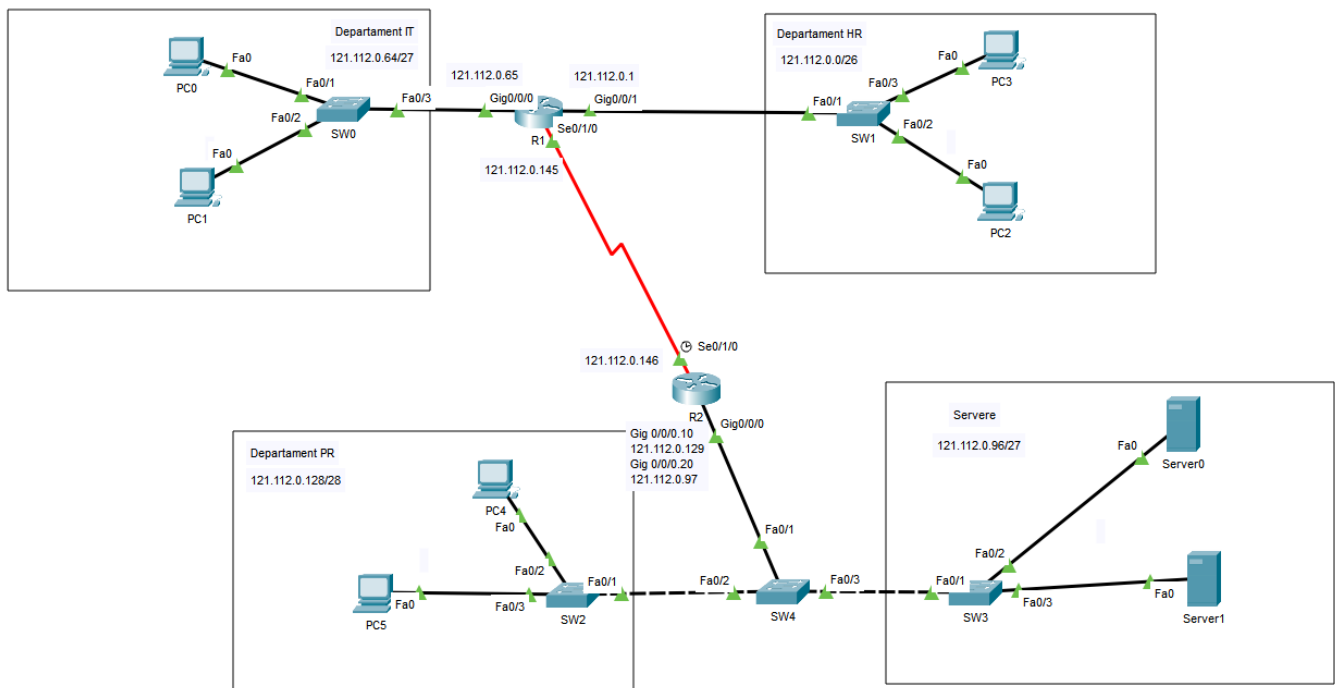 Departament IT
121.112.0.64/27
Fa0
PC0
Fa0/1
Fa0/2
Fa0/3
SW0
Fa0
PC1
121.112.0.65
Gig0/0/0
121.112.0.1
Gig0/0/1
Se0/1/0
R1
121.112.0.145
Departament HR
121.112.0.0/26
Fa0
PC3
Fa0/3
Fa0/1
Fa0/2
SW1
Fa0
PC2
Se0/1/0
121.112.0.146
R2
Gig0/0/0
Gig 0/0/0.10
121.112.0.129
Gig 0/0/0.20
121.112.0.97
Departament PR
121.112.0.128/28
PC4
Fa0
Fa0/2
Fa0/1
Fa0
Fa0/3
PC5
SW2
Fa0/1
Fa0/2
Fa0/3
SW4
Servere
121.112.0.96/27
Fa0
Server0
Fa0/2
Fa0/1
Fa0/3
Fa0
SW3
Server1